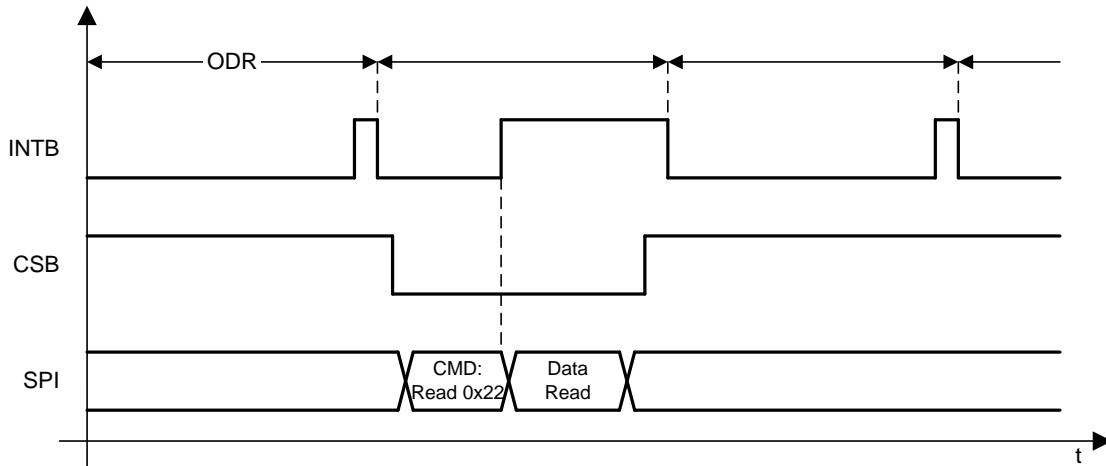 ODR
INTB
CSB
SPI
CMD:
Read 0x22
Data
Read
t